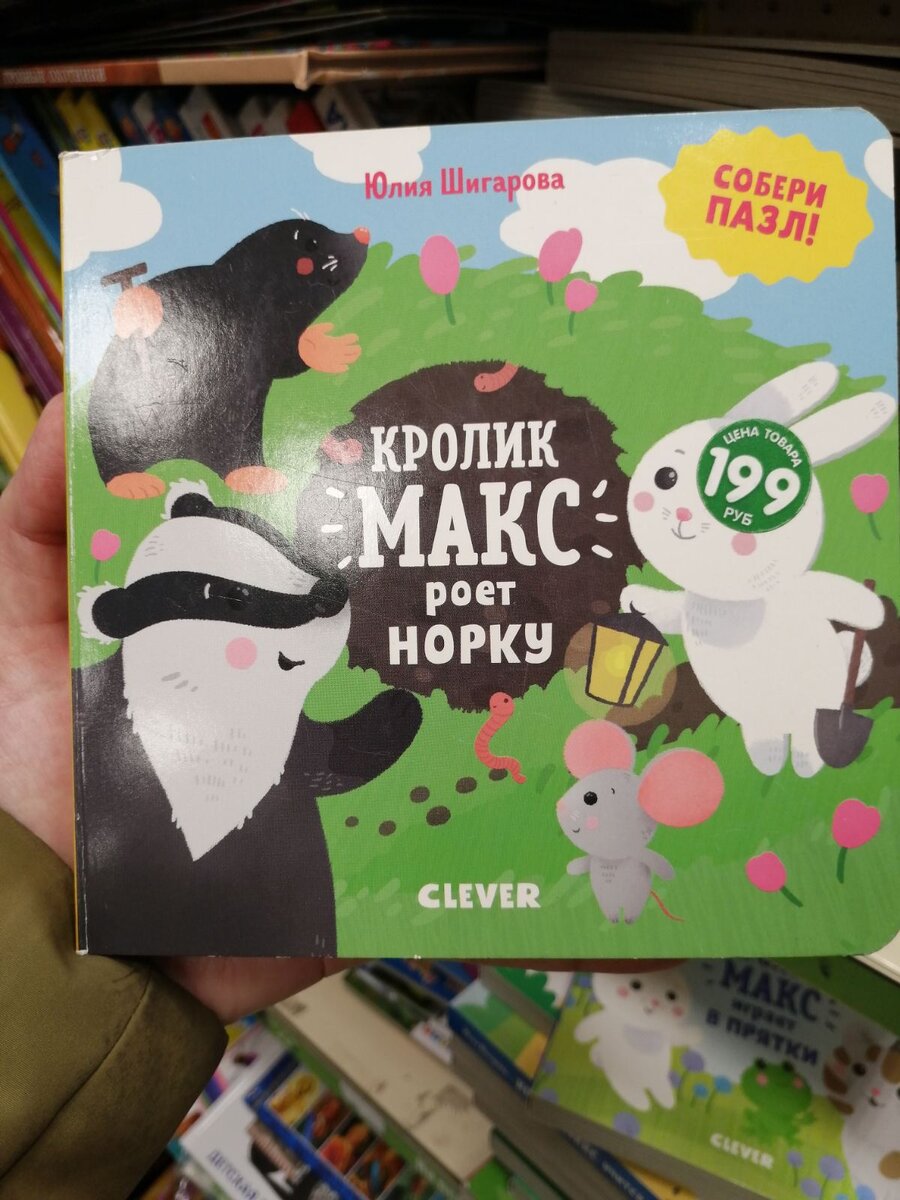 Юлия Шигарова
СОБЕРИ
ПАЗЛ!
КРОЛИК
МАКС
роет
НОРКУ
ЦЕНА ТОВАРА
199
РУБ
CLEVER
МАКС
играет
В ПРЯТКИ
CLEVER